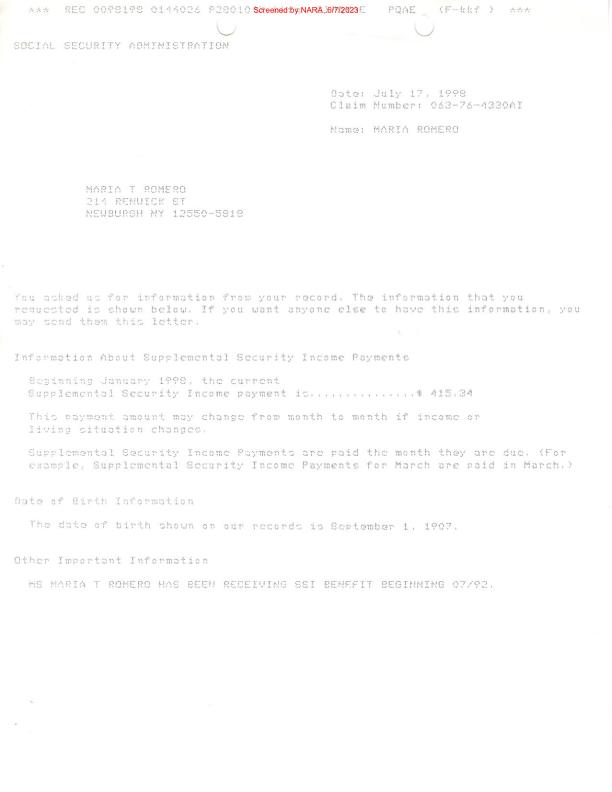 *** REC 0098198 0144026 P28010 Screened by:NARA, 6/7/2023 E PQAE (F-kkf ) ***
SOCIAL SECURITY ADMINISTRATION
Date: July 17, 1998
Claim Number: 063-76-4330AI
Name: MARIA ROMERO
MARIA T ROMERO
214 RENWICK ST
NEWBURGH NY 12550-5818
You asked us for information from your record. The information that you
requested is shown below. If you want anyone else to have this information, you
may send them this letter.
Information About Supplemental Security Income Payments
Beginning January 1998, the current
Supplemental Security Income payment is...............$ 415.34
This payment amount may change from month to month if income or
living situation changes.
Supplemental Security Income Payments are paid the month they are due. (For
example, Supplemental Security Income Payments for March are paid in March.)
Date of Birth Information
The date of birth shown on our records is September 1, 1907.
Other Important Information
MS MARIA T ROMERO HAS BEEN RECEIVING SSI BENEFIT BEGINNING 07/92.